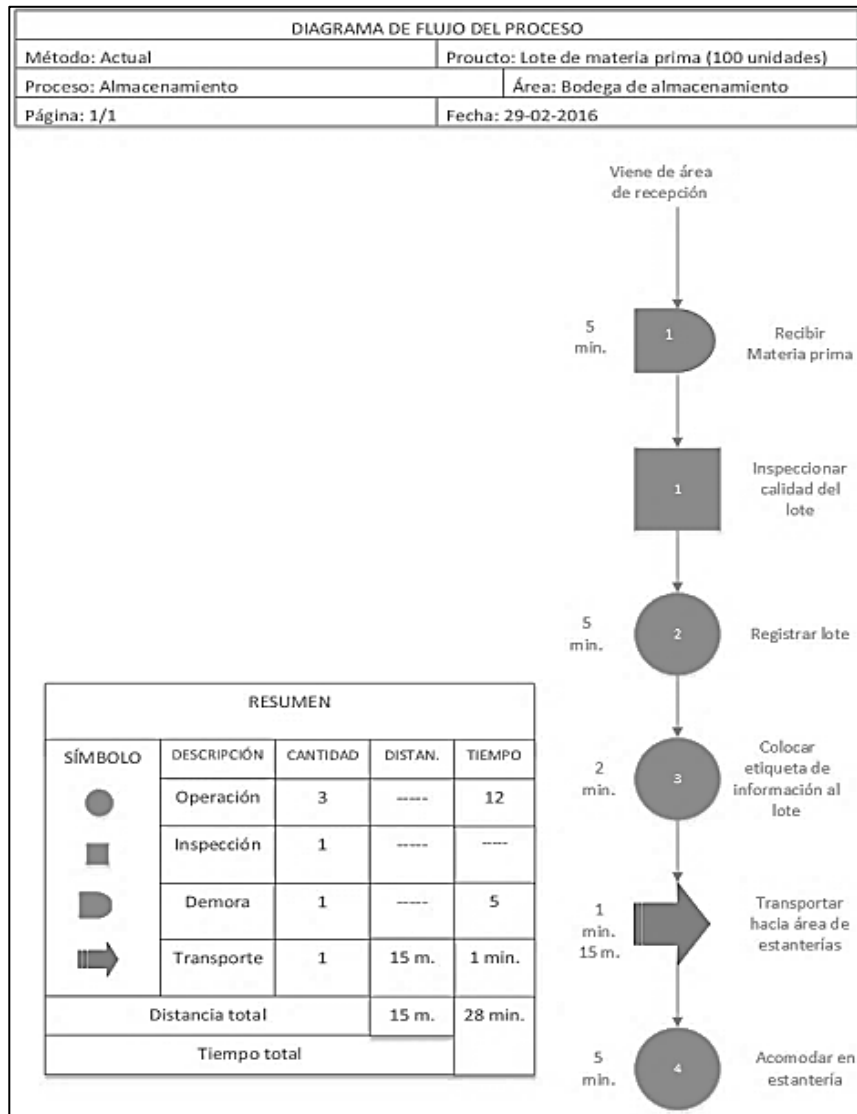 DIAGRAMA DE FLUJO DEL PROCESO
Método: Actual
Proucto: Lote de materia prima (100 unidades)
Proceso: Almacenamiento
Área: Bodega de almacenamiento
Página: 1/1
Fecha: 29-02-2016
Viene de área
de recepción
5
min.
1
Recibir
Materia prima
1
Inspeccionar
calidad del
lote
5
min.
2
Registrar lote
2
min.
3
Colocar
etiqueta de
información al
lote
1
min.
15 m.
Transportar
hacia área de
estanterías
5
min.
4
Acomodar en
estantería
RESUMEN
SÍMBOLO DESCRIPCIÓN CANTIDAD DISTAN. TIEMPO
Operación 3 ----- 12
Inspección 1 ----- ----
Demora 1 ----- 5
Transporte 1 15 m. 1 min.
Distancia total 15 m. 28 min.
Tiempo total